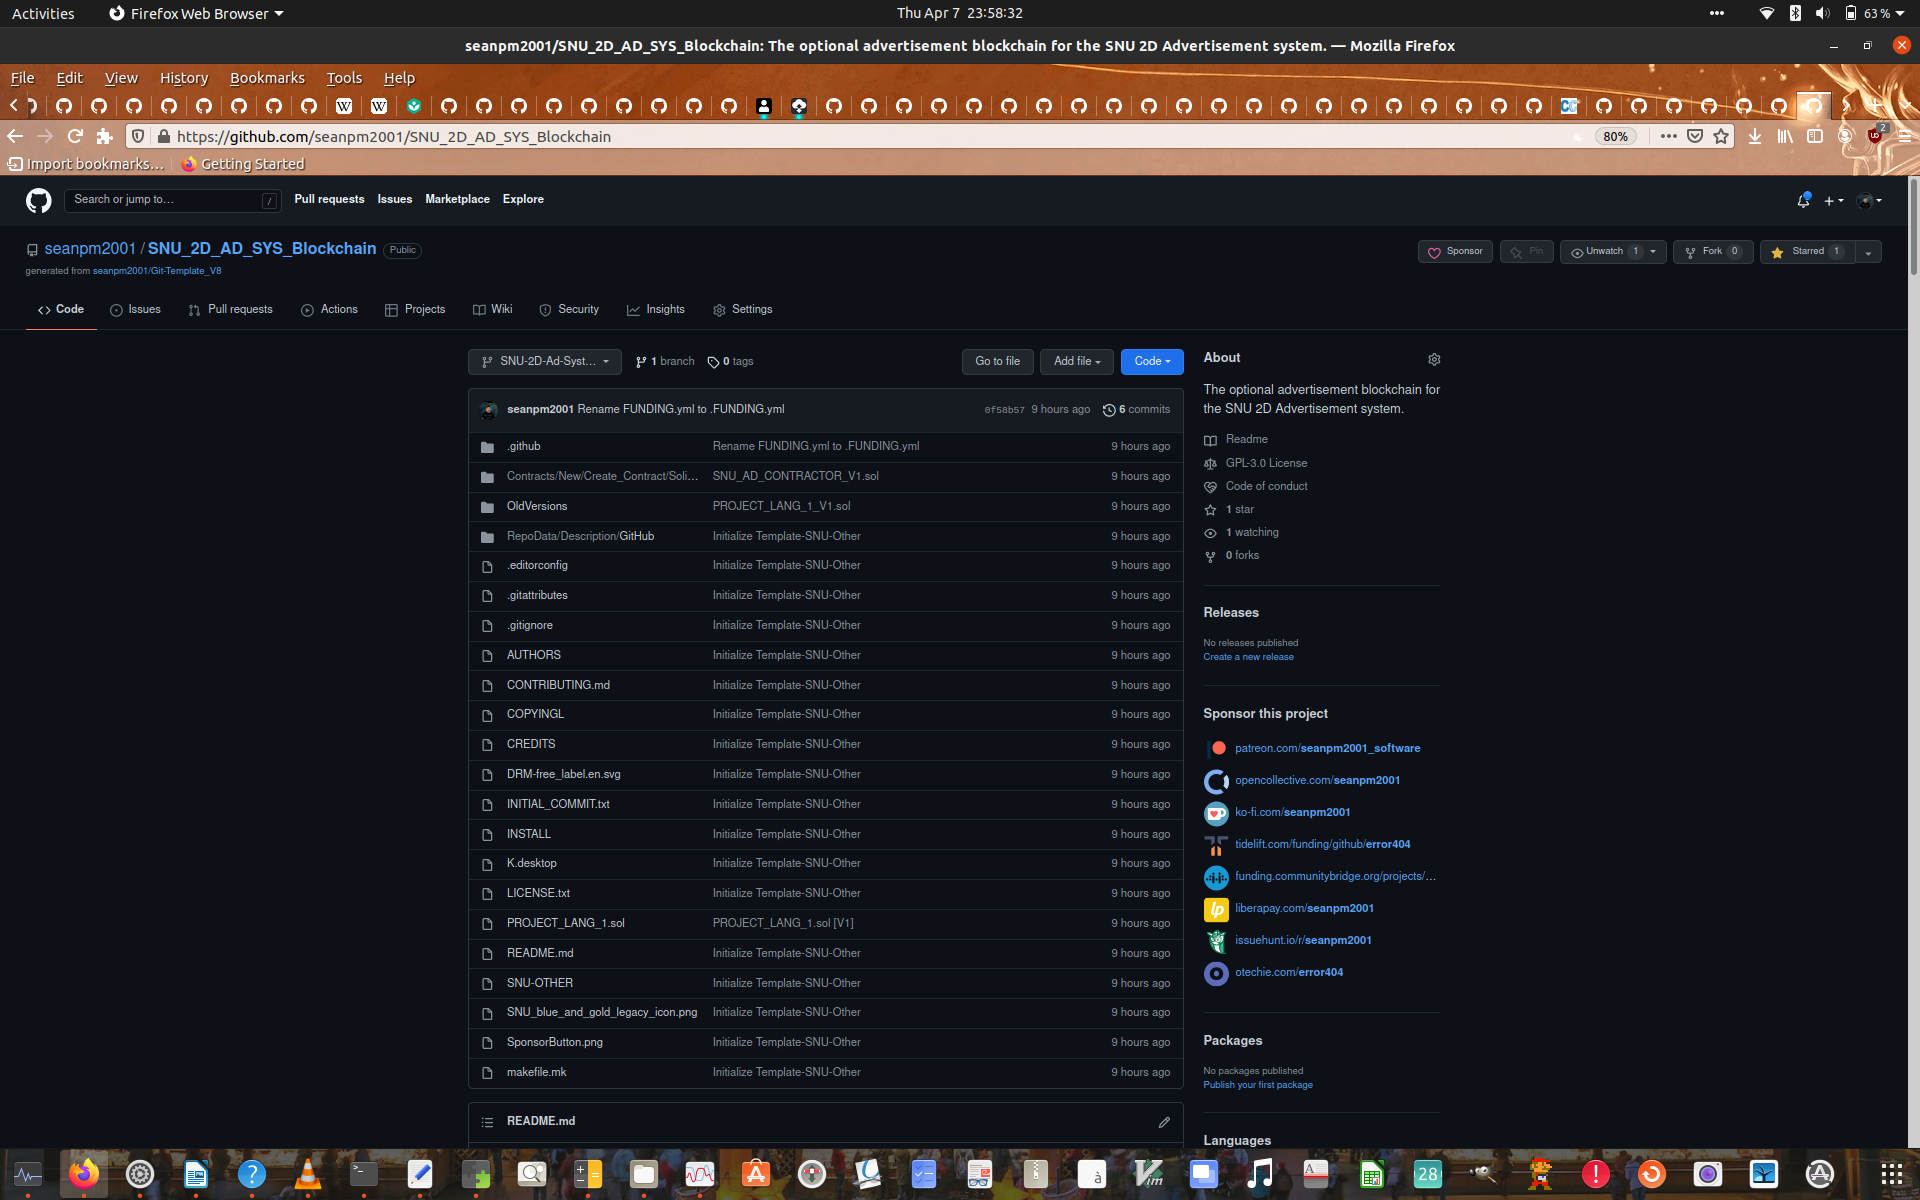 Activities
Firefox Web Browser
Thu Apr 7 23:58:32
63 %
seanpm2001/SNU_2D_AD_SYS_Blockchain: The optional advertisement blockchain for the SNU 2D Advertisement system. — Mozilla Firefox
File Edit View History Bookmarks Tools Help
https://github.com/seanpm2001/SNU_2D_AD_SYS_Blockchain
80%
2
Import bookmarks…
Getting Started
Search or jump to…
/
Pull requests Issues Marketplace Explore
seanpm2001 / SNU_2D_AD_SYS_Blockchain Public
generated from seanpm2001/Git-Template_V8
Sponsor
Pin
Unwatch 1
Fork 0
Starred 1
Code
Issues
Pull requests
Actions
Projects
Wiki
Security
Insights
Settings
SNU-2D-Ad-Syst…
1 branch
0 tags
Go to file
Add file
Code
seanpm2001 Rename FUNDING.yml to .FUNDING.yml 0f58b57 9 hours ago 6 commits
.github Rename FUNDING.yml to .FUNDING.yml 9 hours ago
Contracts/New/Create_Contract/Soli… SNU_AD_CONTRACTOR_V1.sol 9 hours ago
OldVersions PROJECT_LANG_1_V1.sol 9 hours ago
RepoData/Description/GitHub Initialize Template-SNU-Other 9 hours ago
.editorconfig Initialize Template-SNU-Other 9 hours ago
.gitattributes Initialize Template-SNU-Other 9 hours ago
.gitignore Initialize Template-SNU-Other 9 hours ago
AUTHORS Initialize Template-SNU-Other 9 hours ago
CONTRIBUTING.md Initialize Template-SNU-Other 9 hours ago
COPYINGL Initialize Template-SNU-Other 9 hours ago
CREDITS Initialize Template-SNU-Other 9 hours ago
DRM-free_label.en.svg Initialize Template-SNU-Other 9 hours ago
INITIAL_COMMIT.txt Initialize Template-SNU-Other 9 hours ago
INSTALL Initialize Template-SNU-Other 9 hours ago
K.desktop Initialize Template-SNU-Other 9 hours ago
LICENSE.txt Initialize Template-SNU-Other 9 hours ago
PROJECT_LANG_1.sol PROJECT_LANG_1.sol [V1] 9 hours ago
README.md Initialize Template-SNU-Other 9 hours ago
SNU-OTHER Initialize Template-SNU-Other 9 hours ago
SNU_blue_and_gold_legacy_icon.png Initialize Template-SNU-Other 9 hours ago
SponsorButton.png Initialize Template-SNU-Other 9 hours ago
makefile.mk Initialize Template-SNU-Other 9 hours ago
README.md
About
The optional advertisement blockchain for
the SNU 2D Advertisement system.
Readme
GPL-3.0 License
Code of conduct
1 star
1 watching
0 forks
Releases
No releases published
Create a new release
Sponsor this project
patreon.com/seanpm2001_software
opencollective.com/seanpm2001
ko-fi.com/seanpm2001
tidelift.com/funding/github/error404
funding.communitybridge.org/projects/…
liberapay.com/seanpm2001
issuehunt.io/r/seanpm2001
otechie.com/error404
Packages
No packages published
Publish your first package
Languages
28